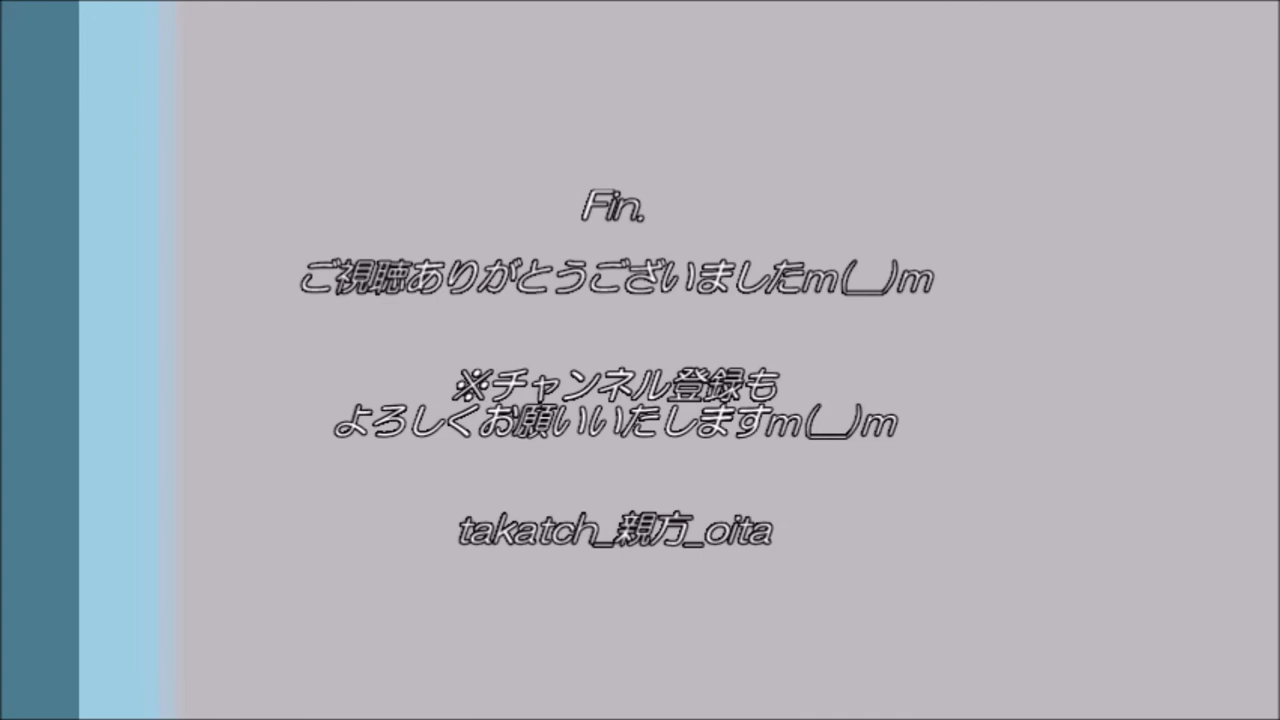 Fin.
ご視聴ありがとうございましたm(__)m
※チャンネル登録も
よろしくお願いいたしますm(__)m
takatch_親方_oita